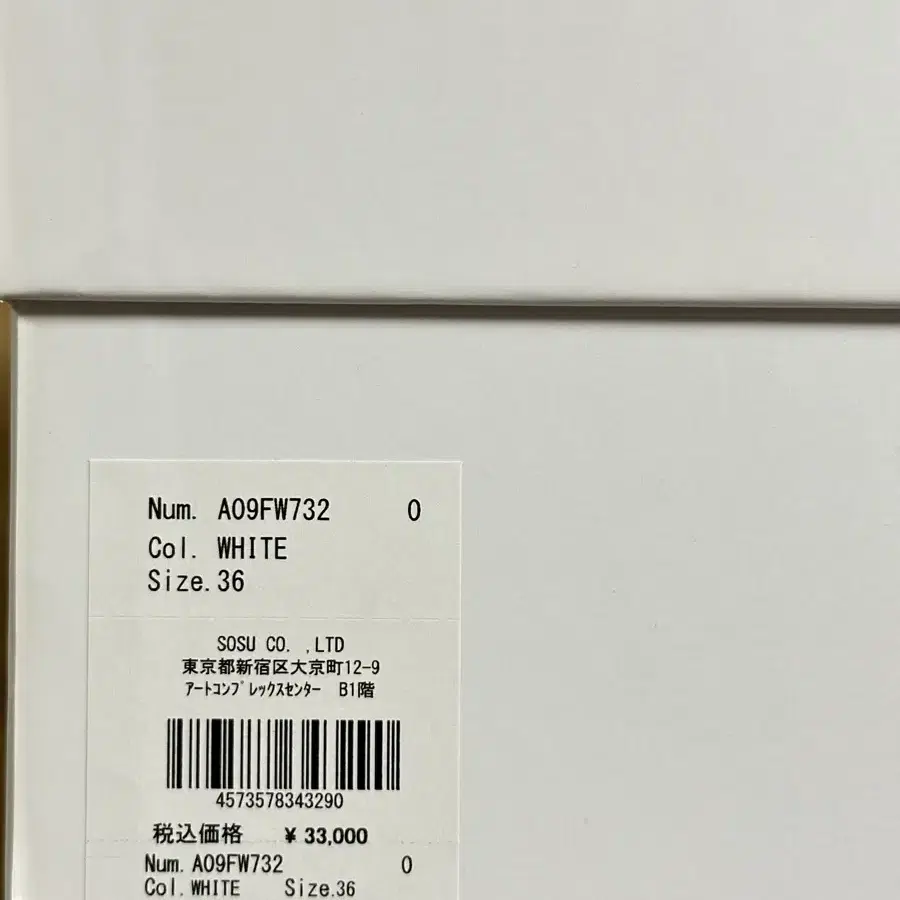 Num. A09FW732 0
Col. WHITE
Size.36
SOSU CO. ,LTD
東京都新宿区大京町12-9
ｱｰﾄｺﾝﾌﾟﾚｯｸｽｾﾝﾀｰ B1階
4573578343290
税込価格 ¥ 33,000
Num. A09FW732 0
Col. WHITE Size.36